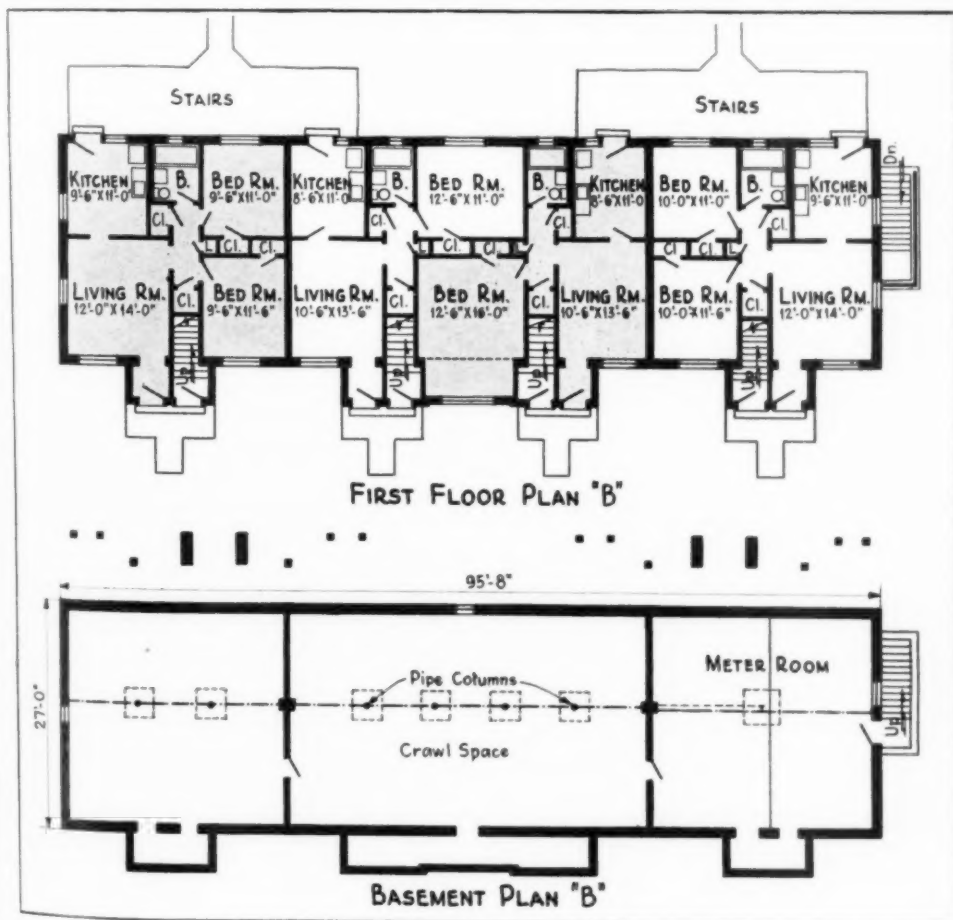 STAIRS
STAIRS
Dn.
KITCHEN
9'-6"X11'-0"
B.
BED RM.
9'-6"X11'-0"
KITCHEN
8'-6"X11'-0
B.
BED RM.
12'-6"X11'-0"
B.
KITCHEN
8'-6"X11'-0
BED RM.
10'-0"X11'-0"
B.
KITCHEN
9'-6"X11'-0"
Cl.
Cl.
Cl.
Cl.
L
Cl.
Cl.
Cl.
Cl.
L
Cl.
Cl.
L
LIVING RM.
12'-0"X14'-0"
Cl.
BED RM.
9'-6"X11'-6"
LIVING RM.
10'-6"X13'-6"
Cl.
BED RM.
12'-6"X16'-0"
Cl.
LIVING RM.
10'-6"X13'-6"
BED RM.
10'-0"X11'-6"
Cl.
LIVING RM.
12'-0"X14'-0"
Up
Up
Up
Up
FIRST FLOOR PLAN "B"
95'-8"
27'-0"
METER ROOM
Pipe Columns
Crawl Space
Up
BASEMENT PLAN "B"